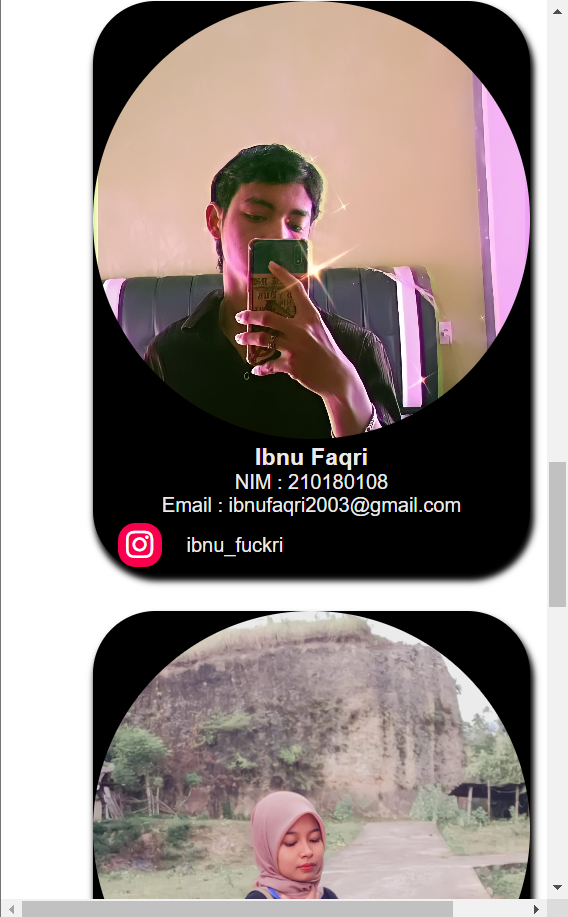 Ibnu Faqri
NIM : 210180108
Email : ibnufaqri2003@gmail.com
ibnu_fuckri